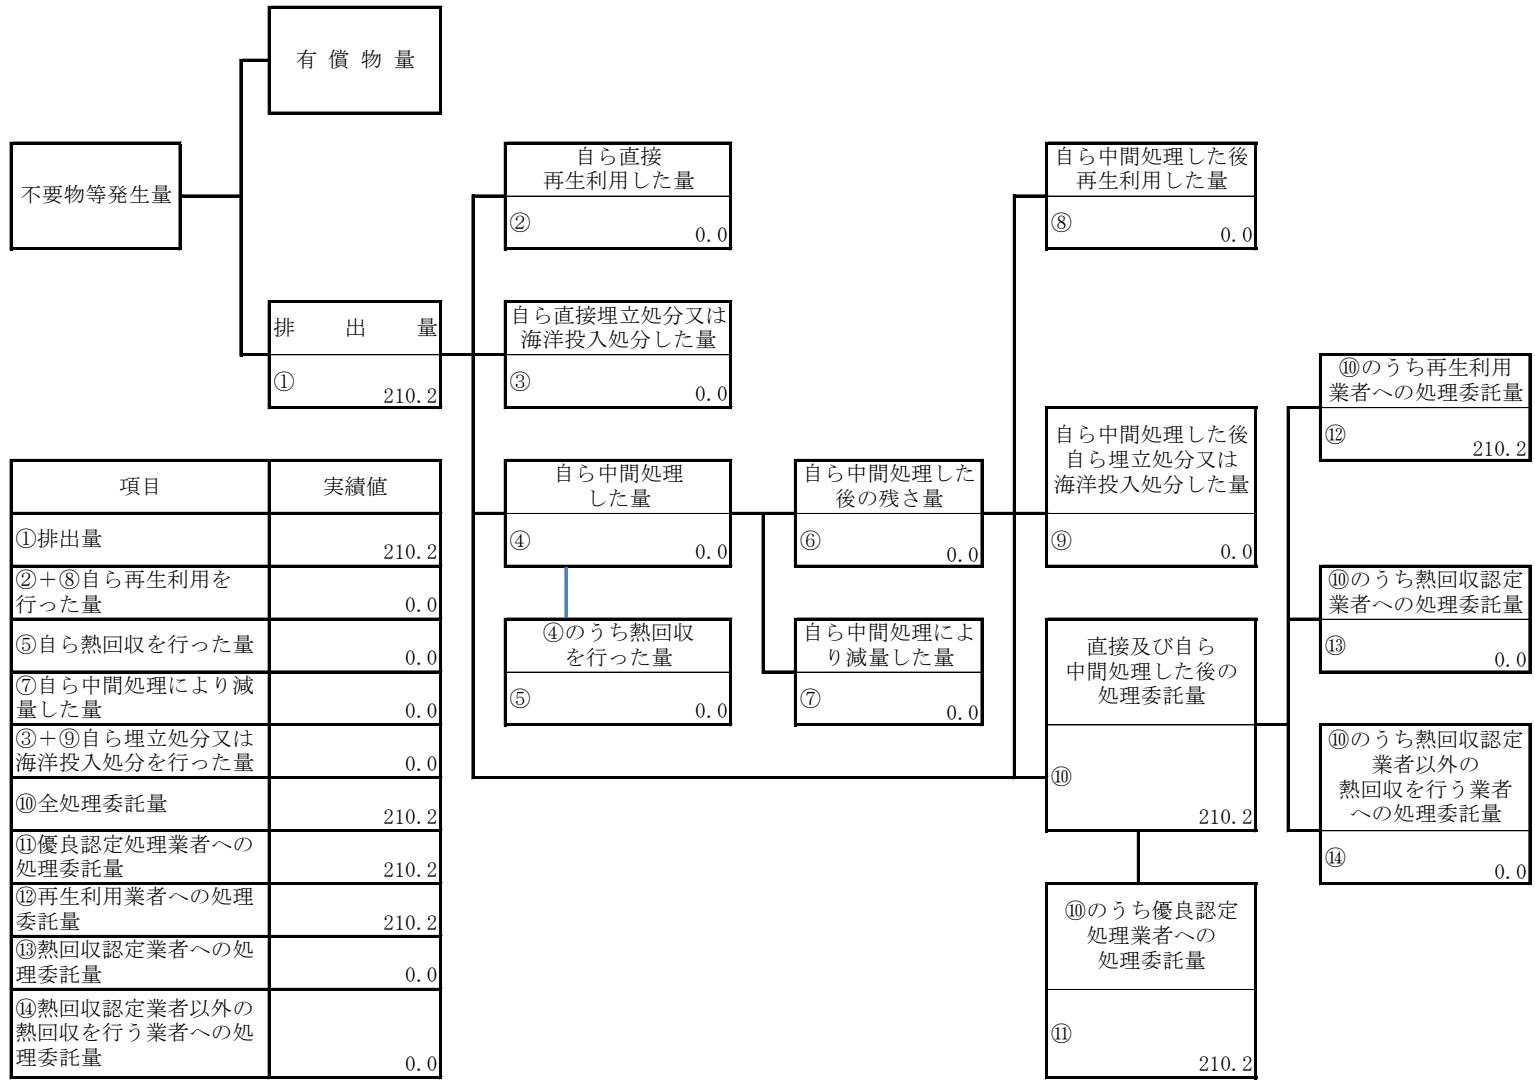 有償物量
不要物等発生量
排出量
①
210.2
自ら直接
再生利用した量
②
0.0
自ら直接埋立処分又は
海洋投入処分した量
③
0.0
自ら中間処理
した量
④
0.0
④のうち熱回収
を行った量
⑤
0.0
自ら中間処理した
後の残さ量
⑥
0.0
自ら中間処理によ
り減量した量
⑦
0.0
自ら中間処理した後
再生利用した量
⑧
0.0
自ら中間処理した後
自ら埋立処分又は
海洋投入処分した量
⑨
0.0
直接及び自ら
中間処理した後の
処理委託量
⑩
210.2
⑩のうち優良認定
処理業者への
処理委託量
⑪
210.2
⑩のうち再生利用
業者への処理委託量
⑫
210.2
⑩のうち熱回収認定
業者への処理委託量
⑬
0.0
⑩のうち熱回収認定
業者以外の
熱回収を行う業者
への処理委託量
⑭
0.0
項目 実績値
①排出量
210.2
②＋⑧自ら再生利用を
行った量
0.0
⑤自ら熱回収を行った量
0.0
⑦自ら中間処理により減
量した量
0.0
③＋⑨自ら埋立処分又は
海洋投入処分を行った量
0.0
⑩全処理委託量
210.2
⑪優良認定処理業者への
処理委託量
210.2
⑫再生利用業者への処理
委託量
210.2
⑬熱回収認定業者への処
理委託量
0.0
⑭熱回収認定業者以外の
熱回収を行う業者への処
理委託量
0.0